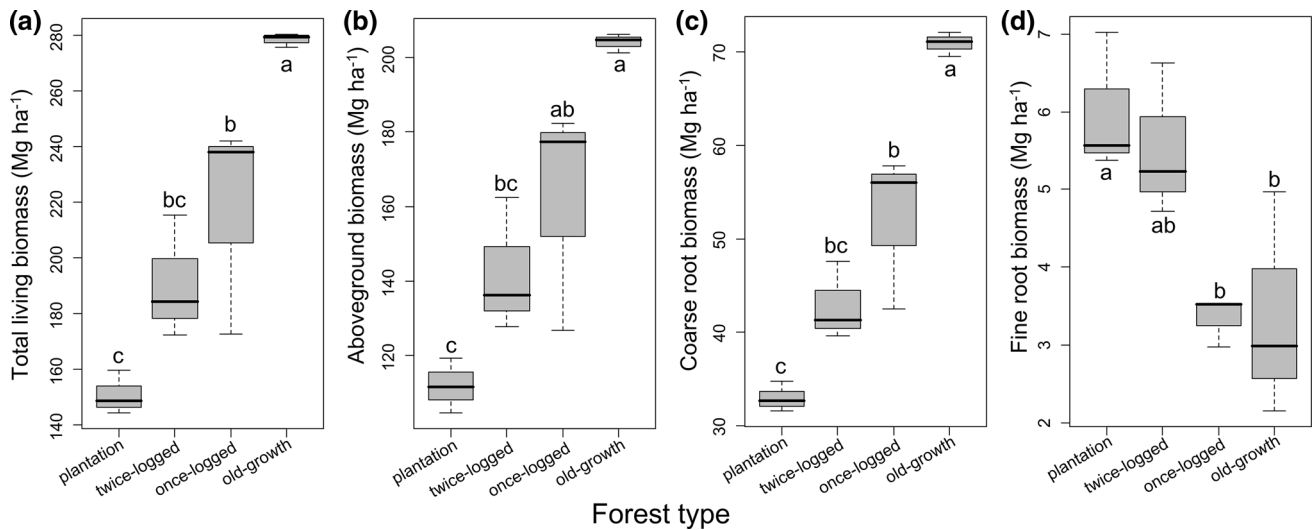 (a)
Total living biomass (Mg ha⁻¹)
280
260
240
220
200
180
160
140
c
bc
b
a
plantation
twice-logged
once-logged
old-growth
(b)
Aboveground biomass (Mg ha⁻¹)
200
180
160
140
120
c
bc
ab
a
plantation
twice-logged
once-logged
old-growth
(c)
Coarse root biomass (Mg ha⁻¹)
70
60
50
40
30
c
bc
b
a
plantation
twice-logged
once-logged
old-growth
(d)
Fine root biomass (Mg ha⁻¹)
7
6
5
4
3
2
a
ab
b
b
plantation
twice-logged
once-logged
old-growth
Forest type